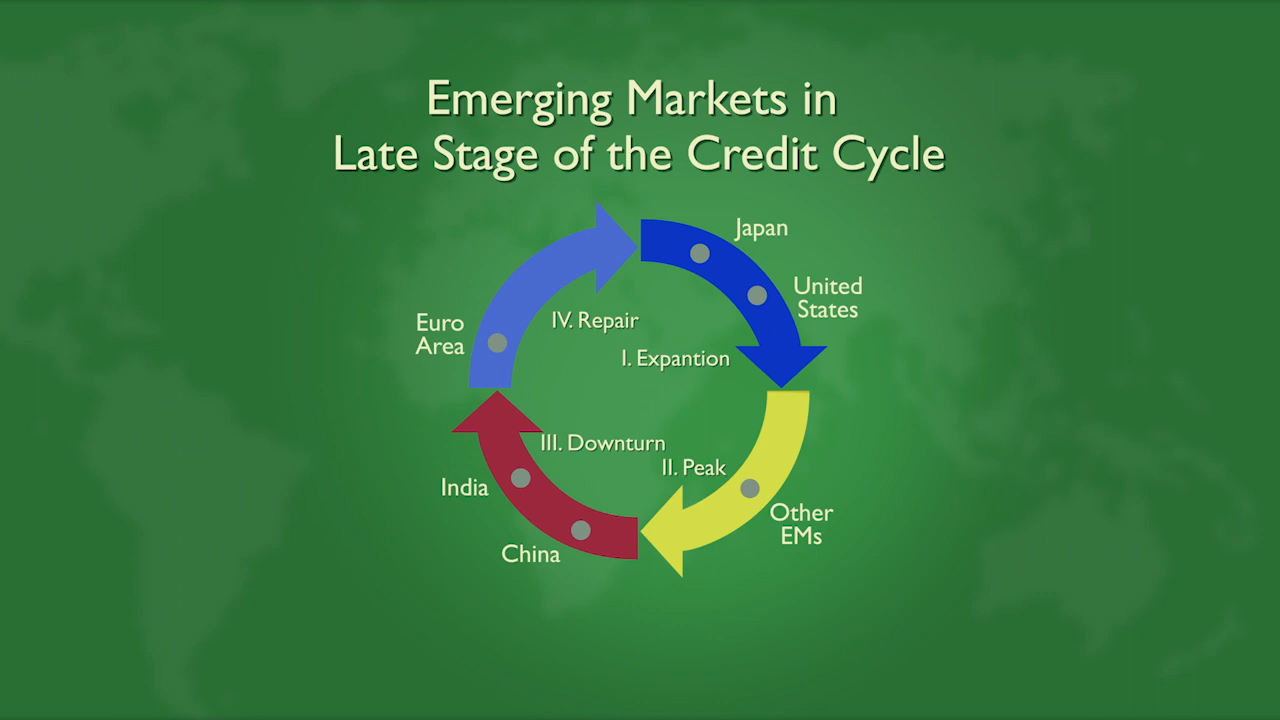 Emerging Markets in
Late Stage of the Credit Cycle
Japan
United
States
Euro
Area
IV. Repair
I. Expantion
III. Downturn
II. Peak
India
Other
EMs
China